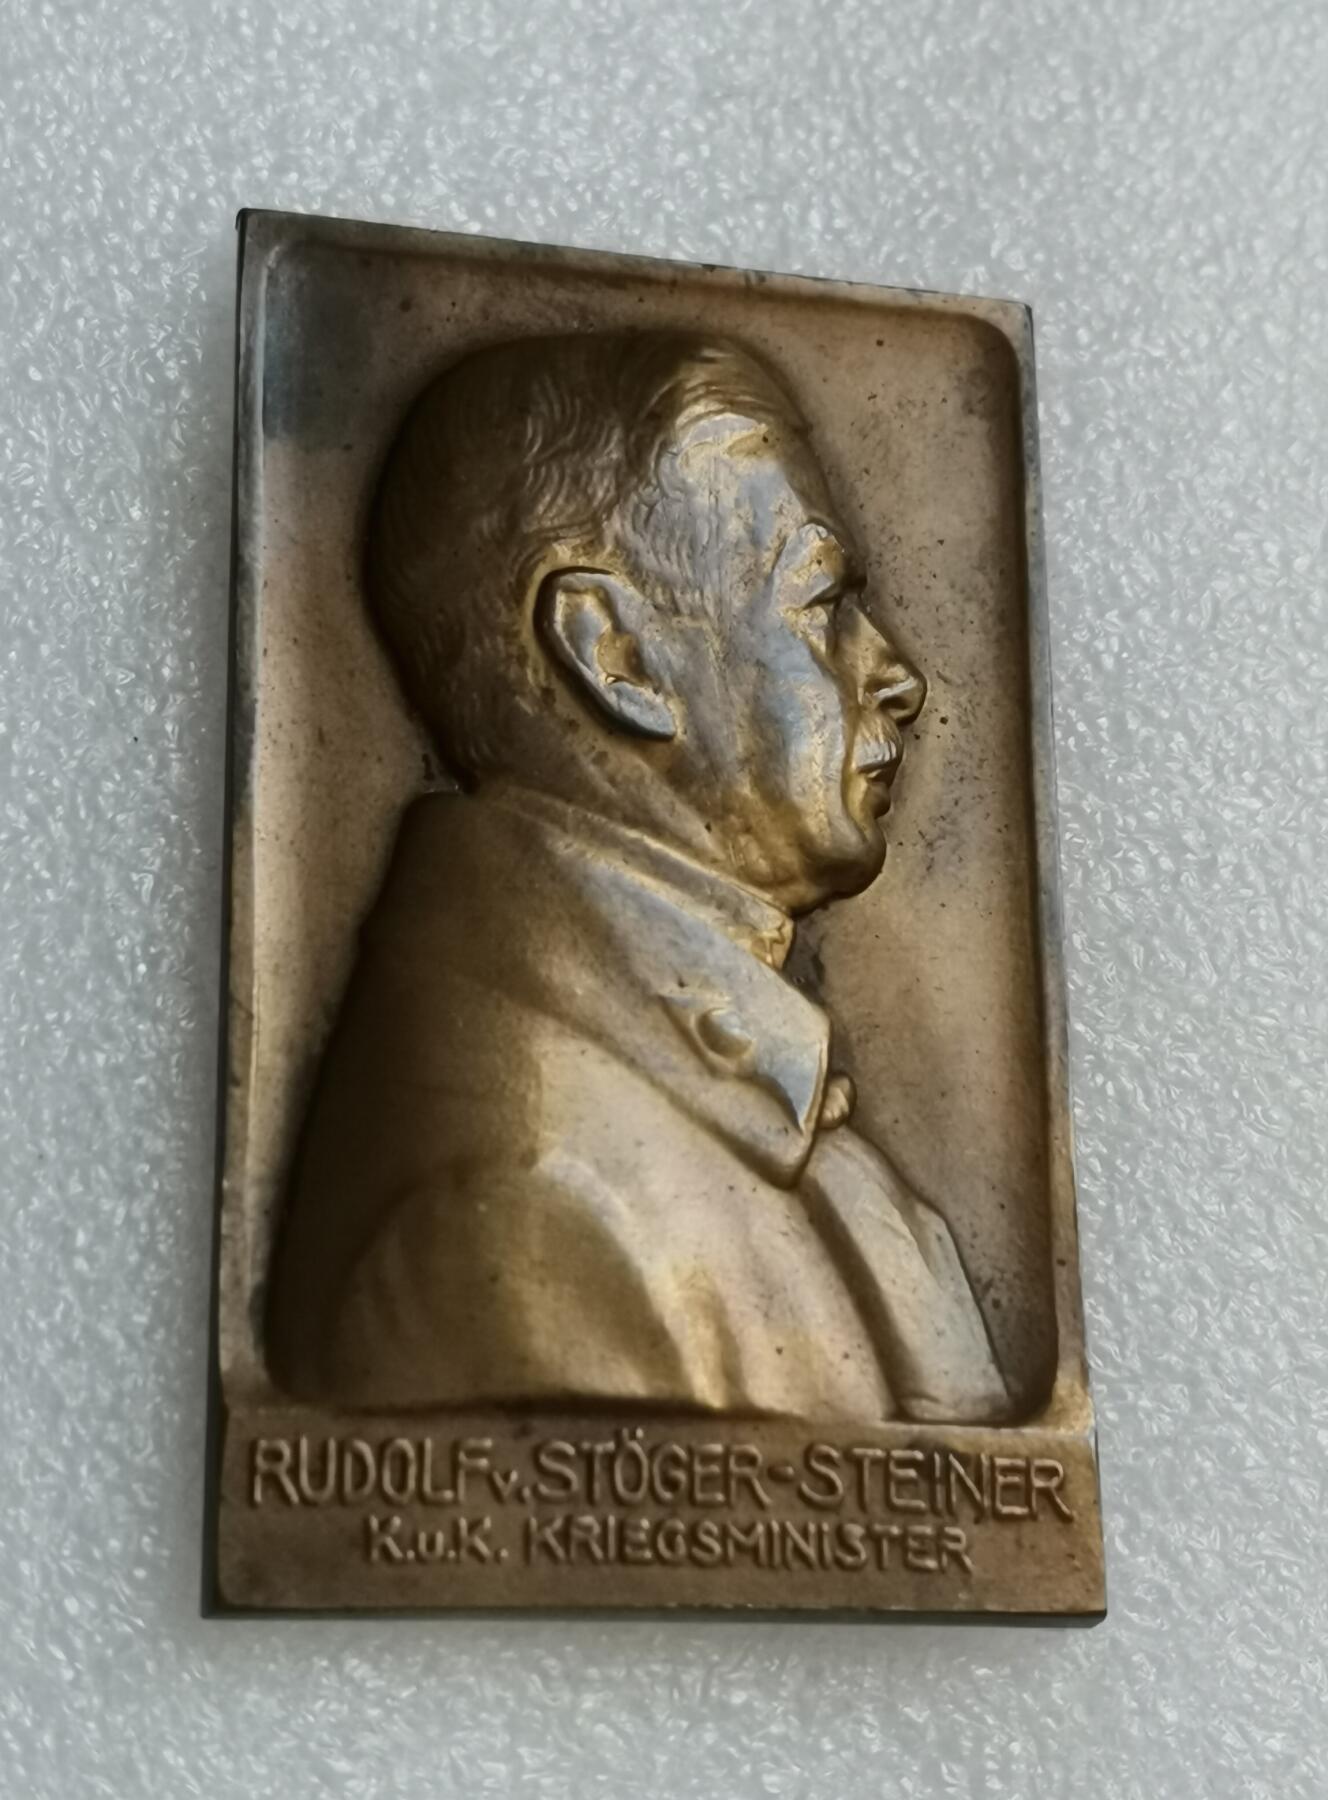 RUDOLF v. STÖGER-STEINER
K.u.K. KRIEGSMINISTER